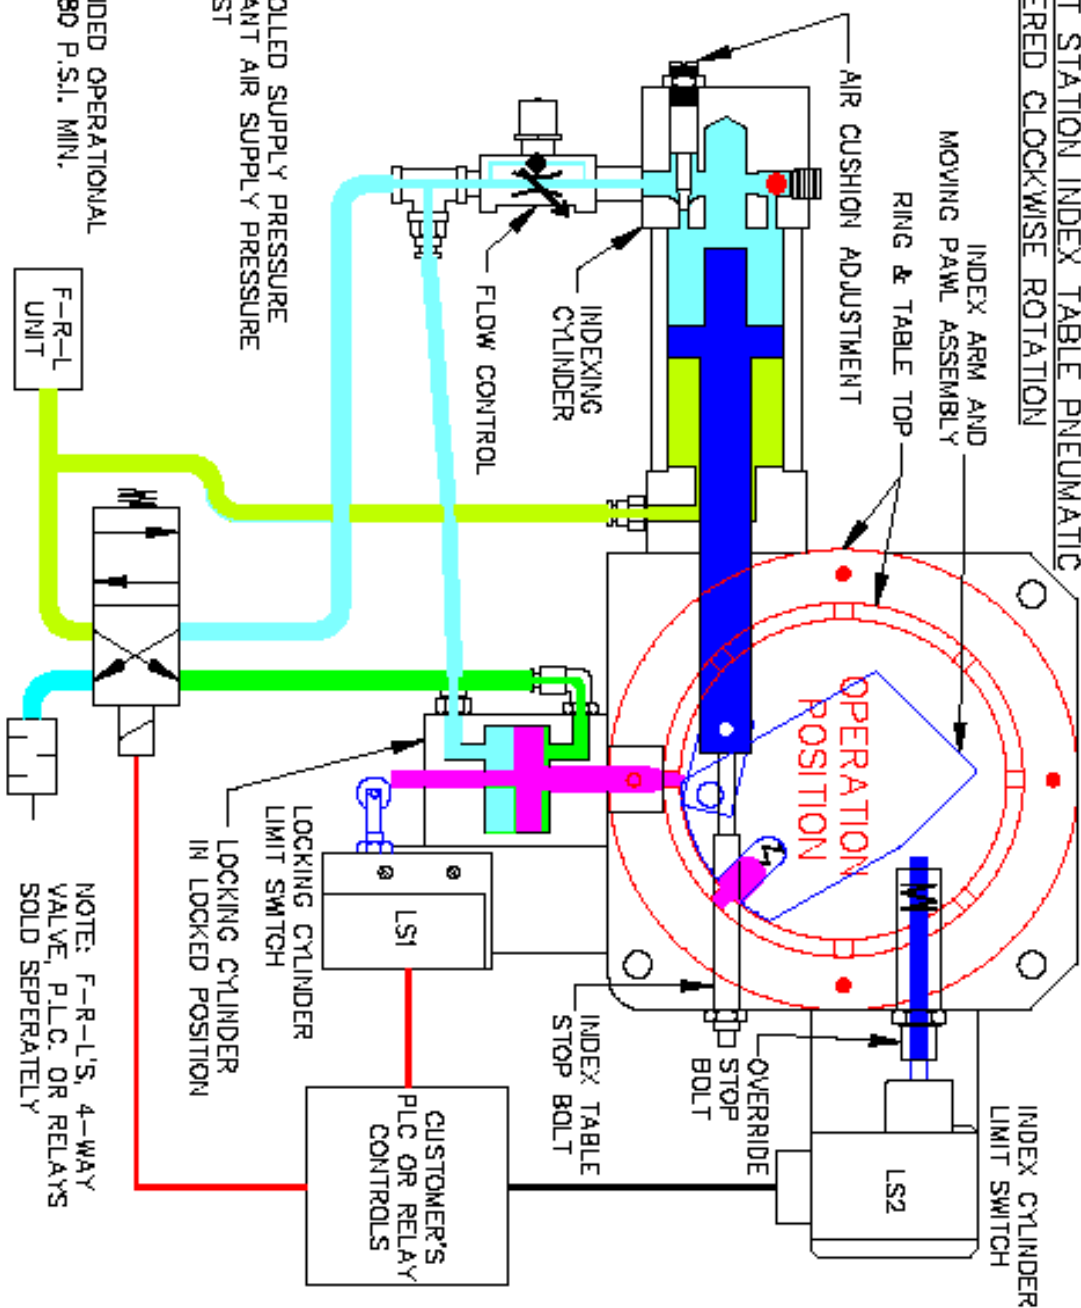 T STATION INDEX TABLE PNEUMATIC
ERED CLOCKWISE ROTATION
INDEX ARM AND
MOVING PAWL ASSEMBLY
RING & TABLE TOP
AIR CUSHION ADJUSTMENT
INDEXING
CYLINDER
FLOW CONTROL
OLLED SUPPLY PRESSURE
ANT AIR SUPPLY PRESSURE
ST
DED OPERATIONAL
80 P.S.I. MIN.
F-R-L
UNIT
OPERATION
POSITION
INDEX CYLINDER
LIMIT SWITCH
LS2
OVERRIDE
STOP
BOLT
INDEX TABLE
STOP BOLT
LOCKING CYLINDER
LIMIT SWITCH
LS1
LOCKING CYLINDER
IN LOCKED POSITION
CUSTOMER'S
PLC OR RELAY
CONTROLS
NOTE: F-R-L'S, 4-WAY
VALVE, P.L.C. OR RELAYS
SOLD SEPERATELY